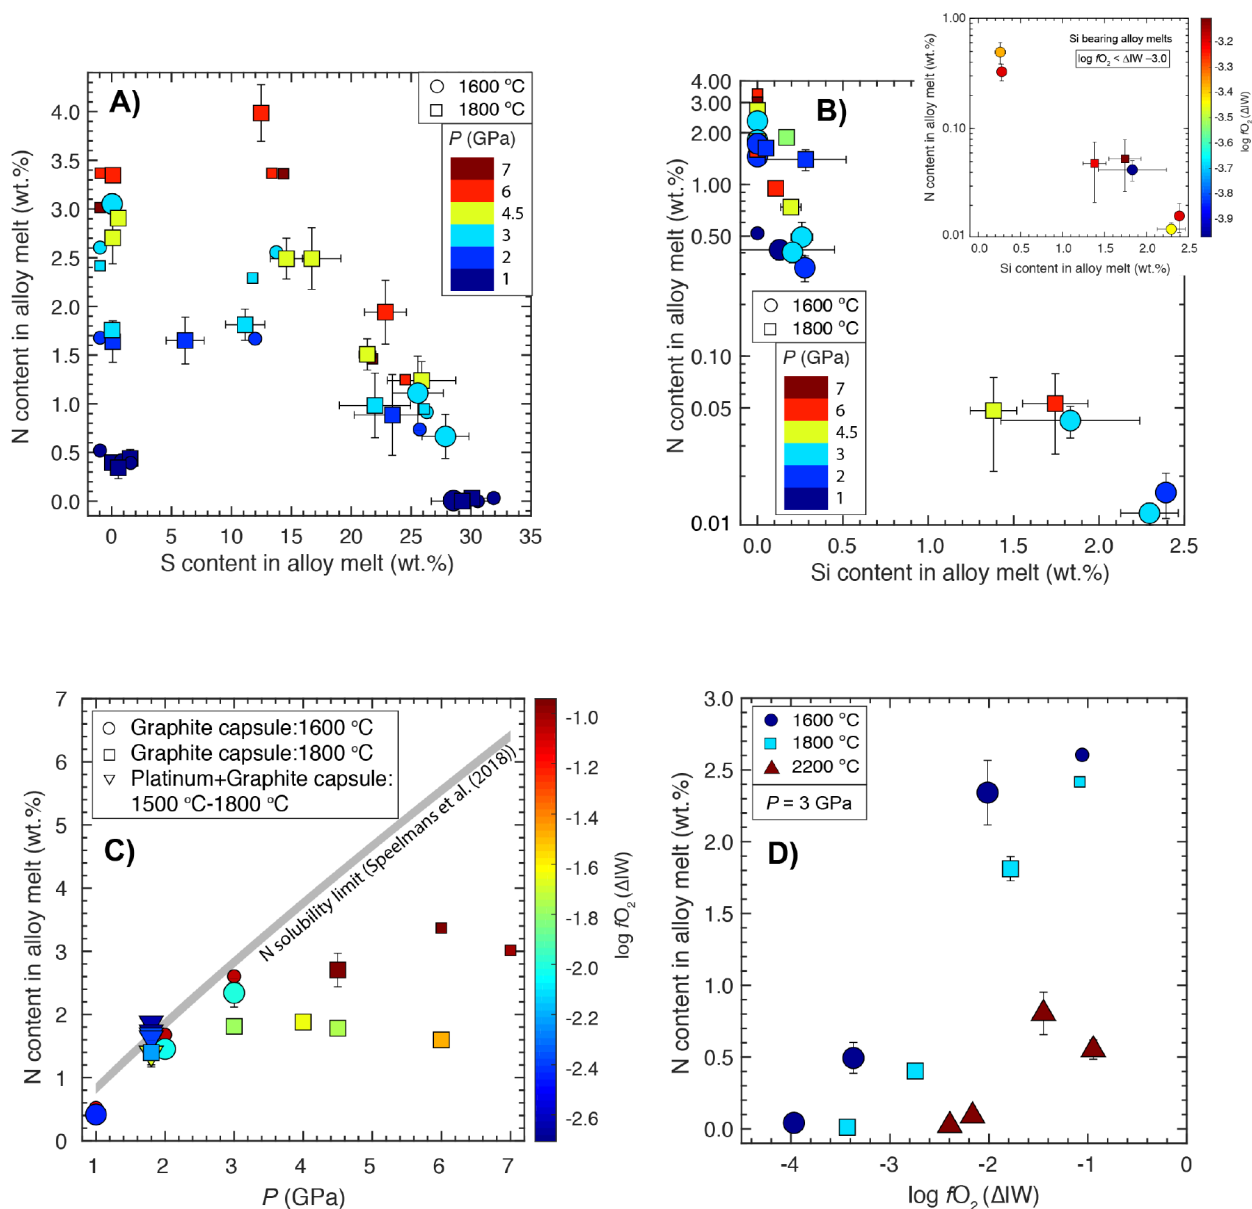 A)
1600 °C
1800 °C
P (GPa)
7
6
4.5
3
2
1
4.0
3.5
3.0
2.5
2.0
1.5
1.0
0.5
0.0
N content in alloy melt (wt.%)
0 5 10 15 20 25 30 35
S content in alloy melt (wt.%)
B)
4.00
3.00
2.00
1.00
0.50
0.10
0.05
0.01
N content in alloy melt (wt.%)
1600 °C
1800 °C
P (GPa)
7
6
4.5
3
2
1
0.0 0.5 1.0 1.5 2.0 2.5
Si content in alloy melt (wt.%)
Si bearing alloy melts
log fO2 < ΔIW –3.0
1.00
0.10
0.01
N content in alloy melt (wt.%)
0.0 0.5 1.0 1.5 2.0 2.5
Si content in alloy melt (wt.%)
-3.2
-3.3
-3.4
-3.5
-3.6
-3.7
-3.8
-3.9
log fO2 (ΔIW)
C)
Graphite capsule:1600 °C
Graphite capsule:1800 °C
Platinum+Graphite capsule:
1500 °C-1800 °C
N solubility limit (Speelmans et al. (2018))
7
6
5
4
3
2
1
0
N content in alloy melt (wt.%)
1 2 3 4 5 6 7
P (GPa)
-1.0
-1.2
-1.4
-1.6
-1.8
-2.0
-2.2
-2.4
-2.6
log fO2 (ΔIW)
D)
1600 °C
1800 °C
2200 °C
P = 3 GPa
3.0
2.5
2.0
1.5
1.0
0.5
0.0
N content in alloy melt (wt.%)
-4 -3 -2 -1 0
log fO2 (ΔIW)